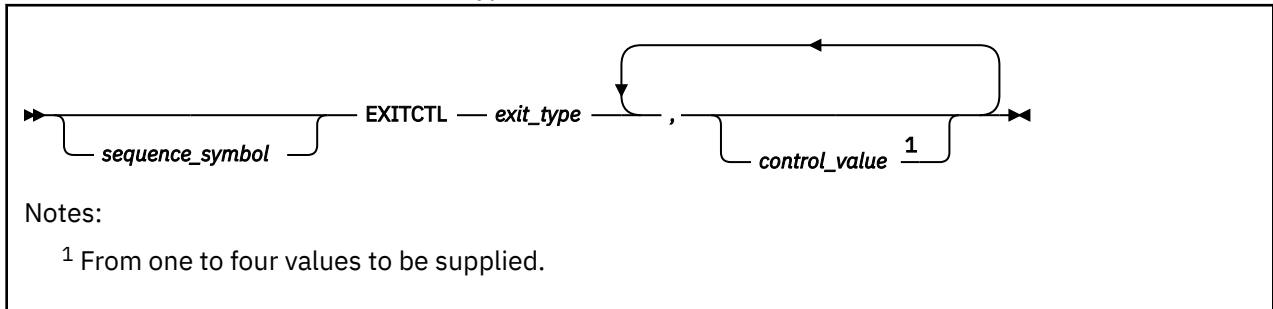 EXITCTL exit_type ,
sequence_symbol control_value 1
Notes:
1 From one to four values to be supplied.